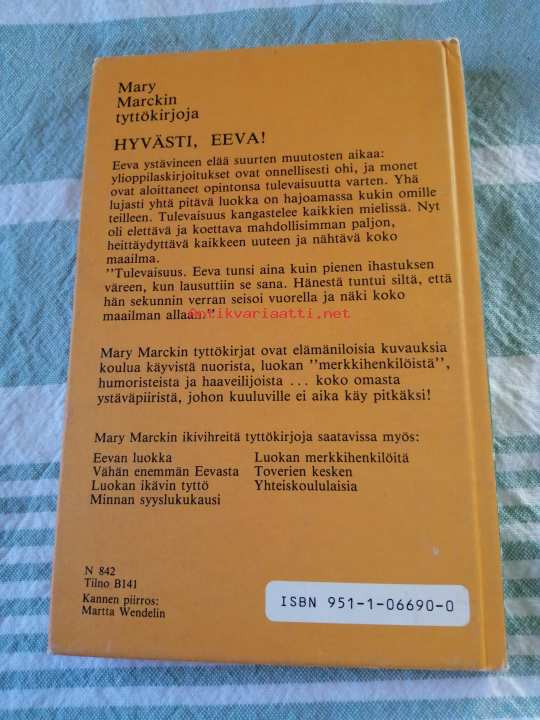 Mary
Marckin
tyttökirjoja
HYVÄSTI, EEVA!
Eeva ystävineen elää suurten muutosten aikaa:
ylioppilaskirjoitukset ovat onnellisesti ohi, ja monet
ovat aloittaneet opintonsa tulevaisuutta varten. Yhä
lujasti yhtä pitävä luokka on hajoamassa kukin omille
teilleen. Tulevaisuus kangastelee kaikkien mielissä. Nyt
oli elettävä ja koettava mahdollisimman paljon,
heittäydyttävä kaikkeen uuteen ja nähtävä koko
maailma.
"Tulevaisuus. Eeva tunsi aina kuin pienen ihastuksen
väreen, kun lausuttiin se sana. Hänestä tuntui siltä, että
hän sekunnin verran seisoi vuorella ja näki koko
maailman allaan."
antikvariaatti.net
Mary Marckin tyttökirjat ovat elämäniloisia kuvauksia
koulua käyvistä nuorista, luokan "merkkihenkilöistä",
humoristeista ja haaveilijoista ... koko omasta
ystäväpiiristä, johon kuuluville ei aika käy pitkäksi!
Mary Marckin ikivihreitä tyttökirjoja saatavissa myös:
Eevan luokka
Vähän enemmän Eevasta
Luokan ikävin tyttö
Minnan syyslukukausi
Luokan merkkihenkilöitä
Toverien kesken
Yhteiskoululaisia
N 842
Tilno B141
Kannen piirros:
Martta Wendelin
ISBN 951-1-06690-0